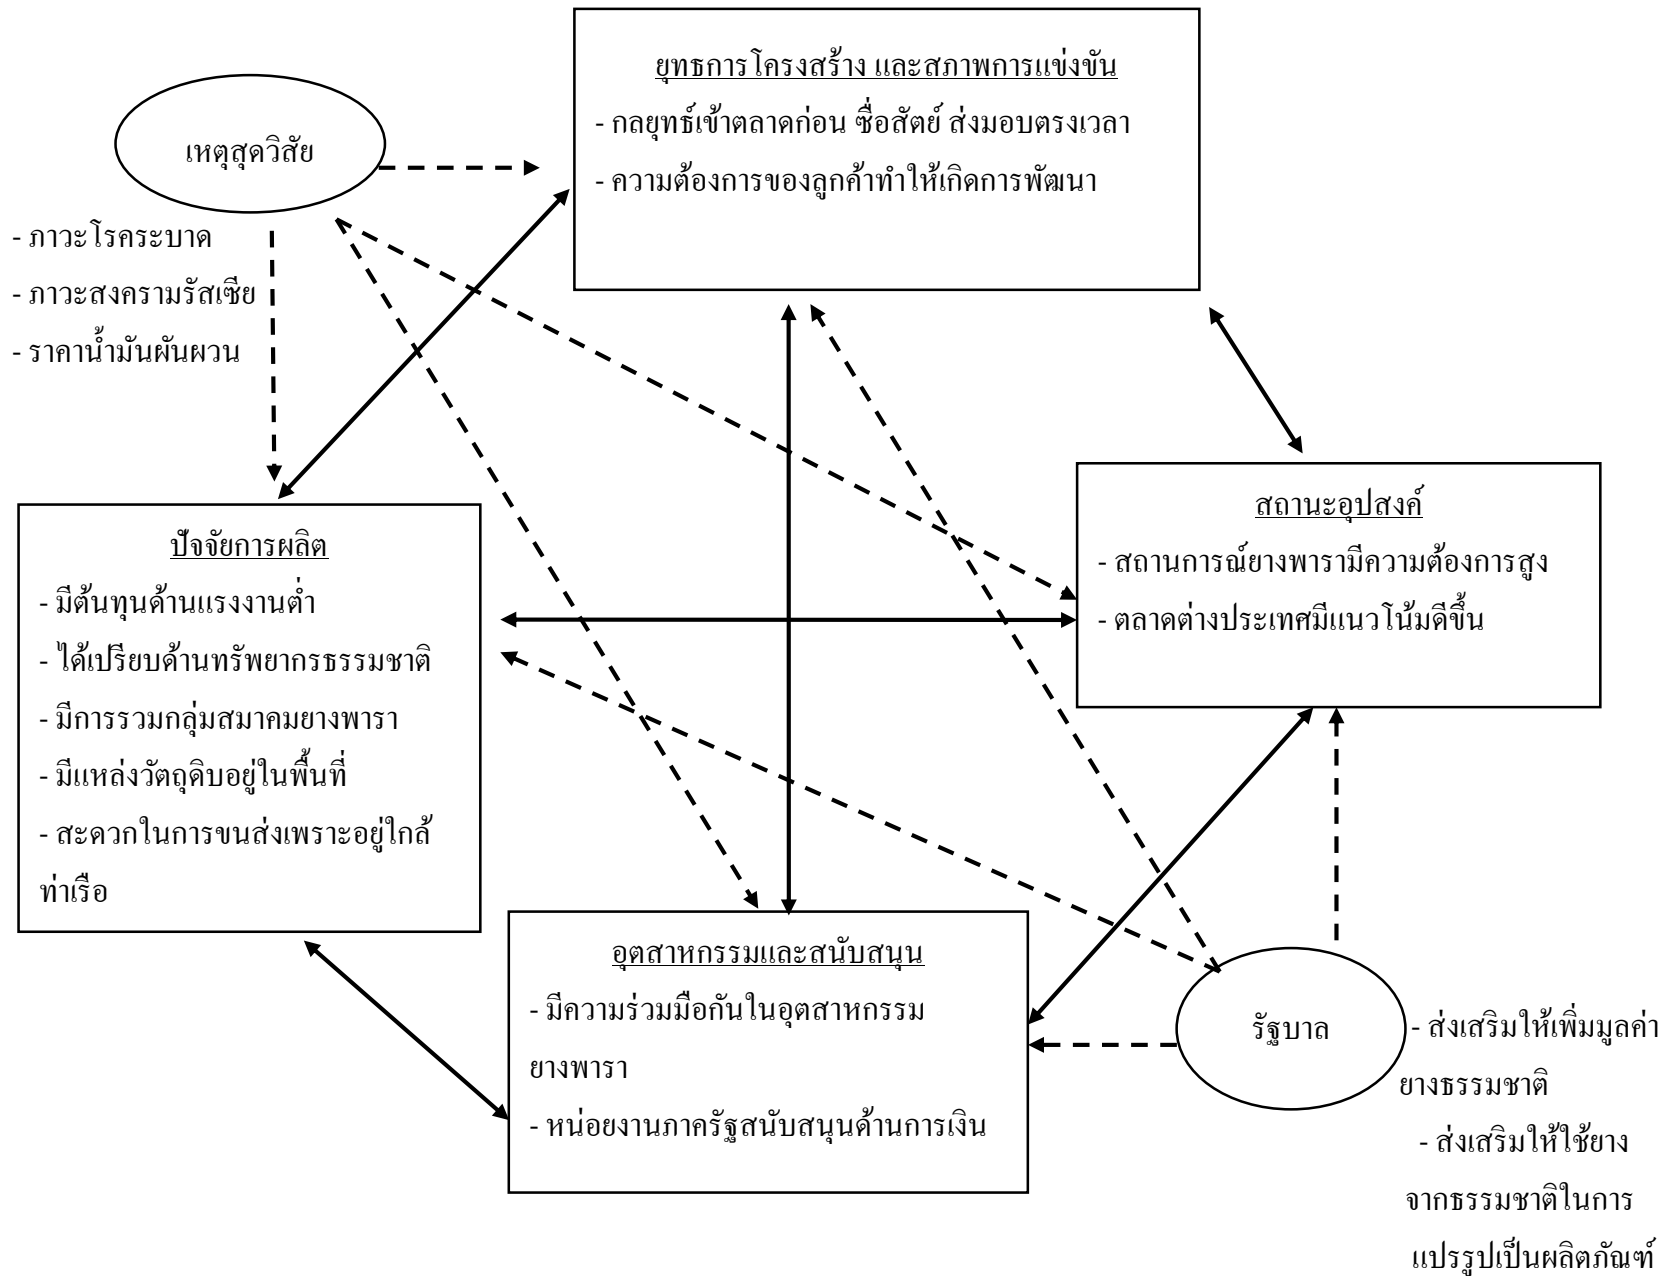 ยุทธการโครงสร้าง และสภาพการแข่งขัน
- กลยุทธ์เข้าตลาดก่อน ซื่อสัตย์ ส่งมอบตรงเวลา
- ความต้องการของลูกค้าทำให้เกิดการพัฒนา
เหตุสุดวิสัย
- ภาวะโรคระบาด
- ภาวะสงครามรัสเซีย
- ราคาน้ำมันผันผวน
สถานะอุปสงค์
- สถานการณ์ยางพารามีความต้องการสูง
- ตลาดต่างประเทศมีแนวโน้มดีขึ้น
ปัจจัยการผลิต
- มีต้นทุนด้านแรงงานต่ำ
- ได้เปรียบด้านทรัพยากรธรรมชาติ
- มีการรวมกลุ่มสมาคมยางพารา
- มีแหล่งวัตถุดิบอยู่ในพื้นที่
- สะดวกในการขนส่งเพราะอยู่ใกล้
ท่าเรือ
อุตสาหกรรมและสนับสนุน
- มีความร่วมมือกันในอุตสาหกรรม
ยางพารา
- หน่อยงานภาครัฐสนับสนุนด้านการเงิน
รัฐบาล
- ส่งเสริมให้เพิ่มมูลค่า
ยางธรรมชาติ
- ส่งเสริมให้ใช้ยาง
จากธรรมชาติในการ
แปรรูปเป็นผลิตภัณฑ์